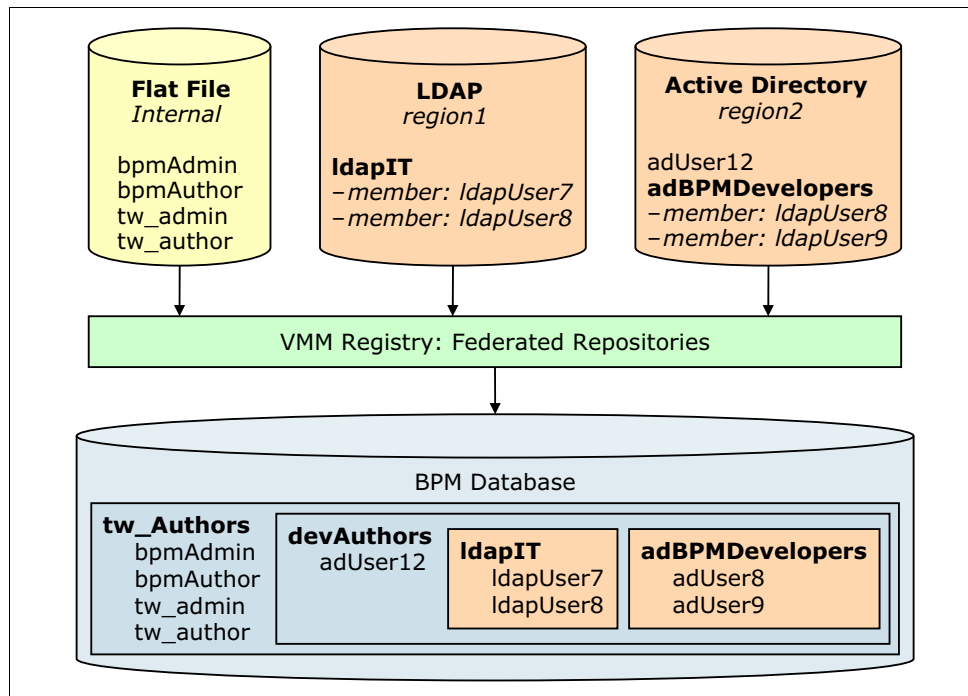 Flat File
Internal
bpmAdmin
bpmAuthor
tw_admin
tw_author
LDAP
region1
ldapIT
–member: ldapUser7
–member: ldapUser8
Active Directory
region2
adUser12
adBPMDevelopers
–member: ldapUser8
–member: ldapUser9
VMM Registry: Federated Repositories
BPM Database
tw_Authors
bpmAdmin
bpmAuthor
tw_admin
tw_author
devAuthors
adUser12
ldapIT
ldapUser7
ldapUser8
adBPMDevelopers
adUser8
adUser9